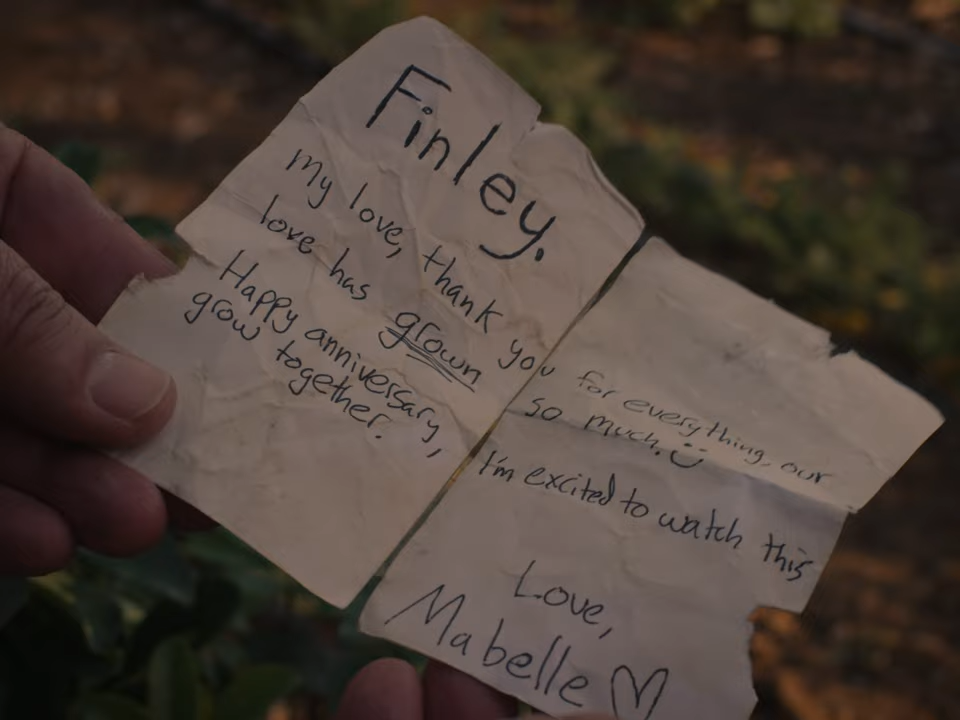 Finley.
My love, thank you for everything, our
love has grown so much. :)
Happy anniversary, I'm excited to watch this
grow together.
Love,
Mabelle ♡